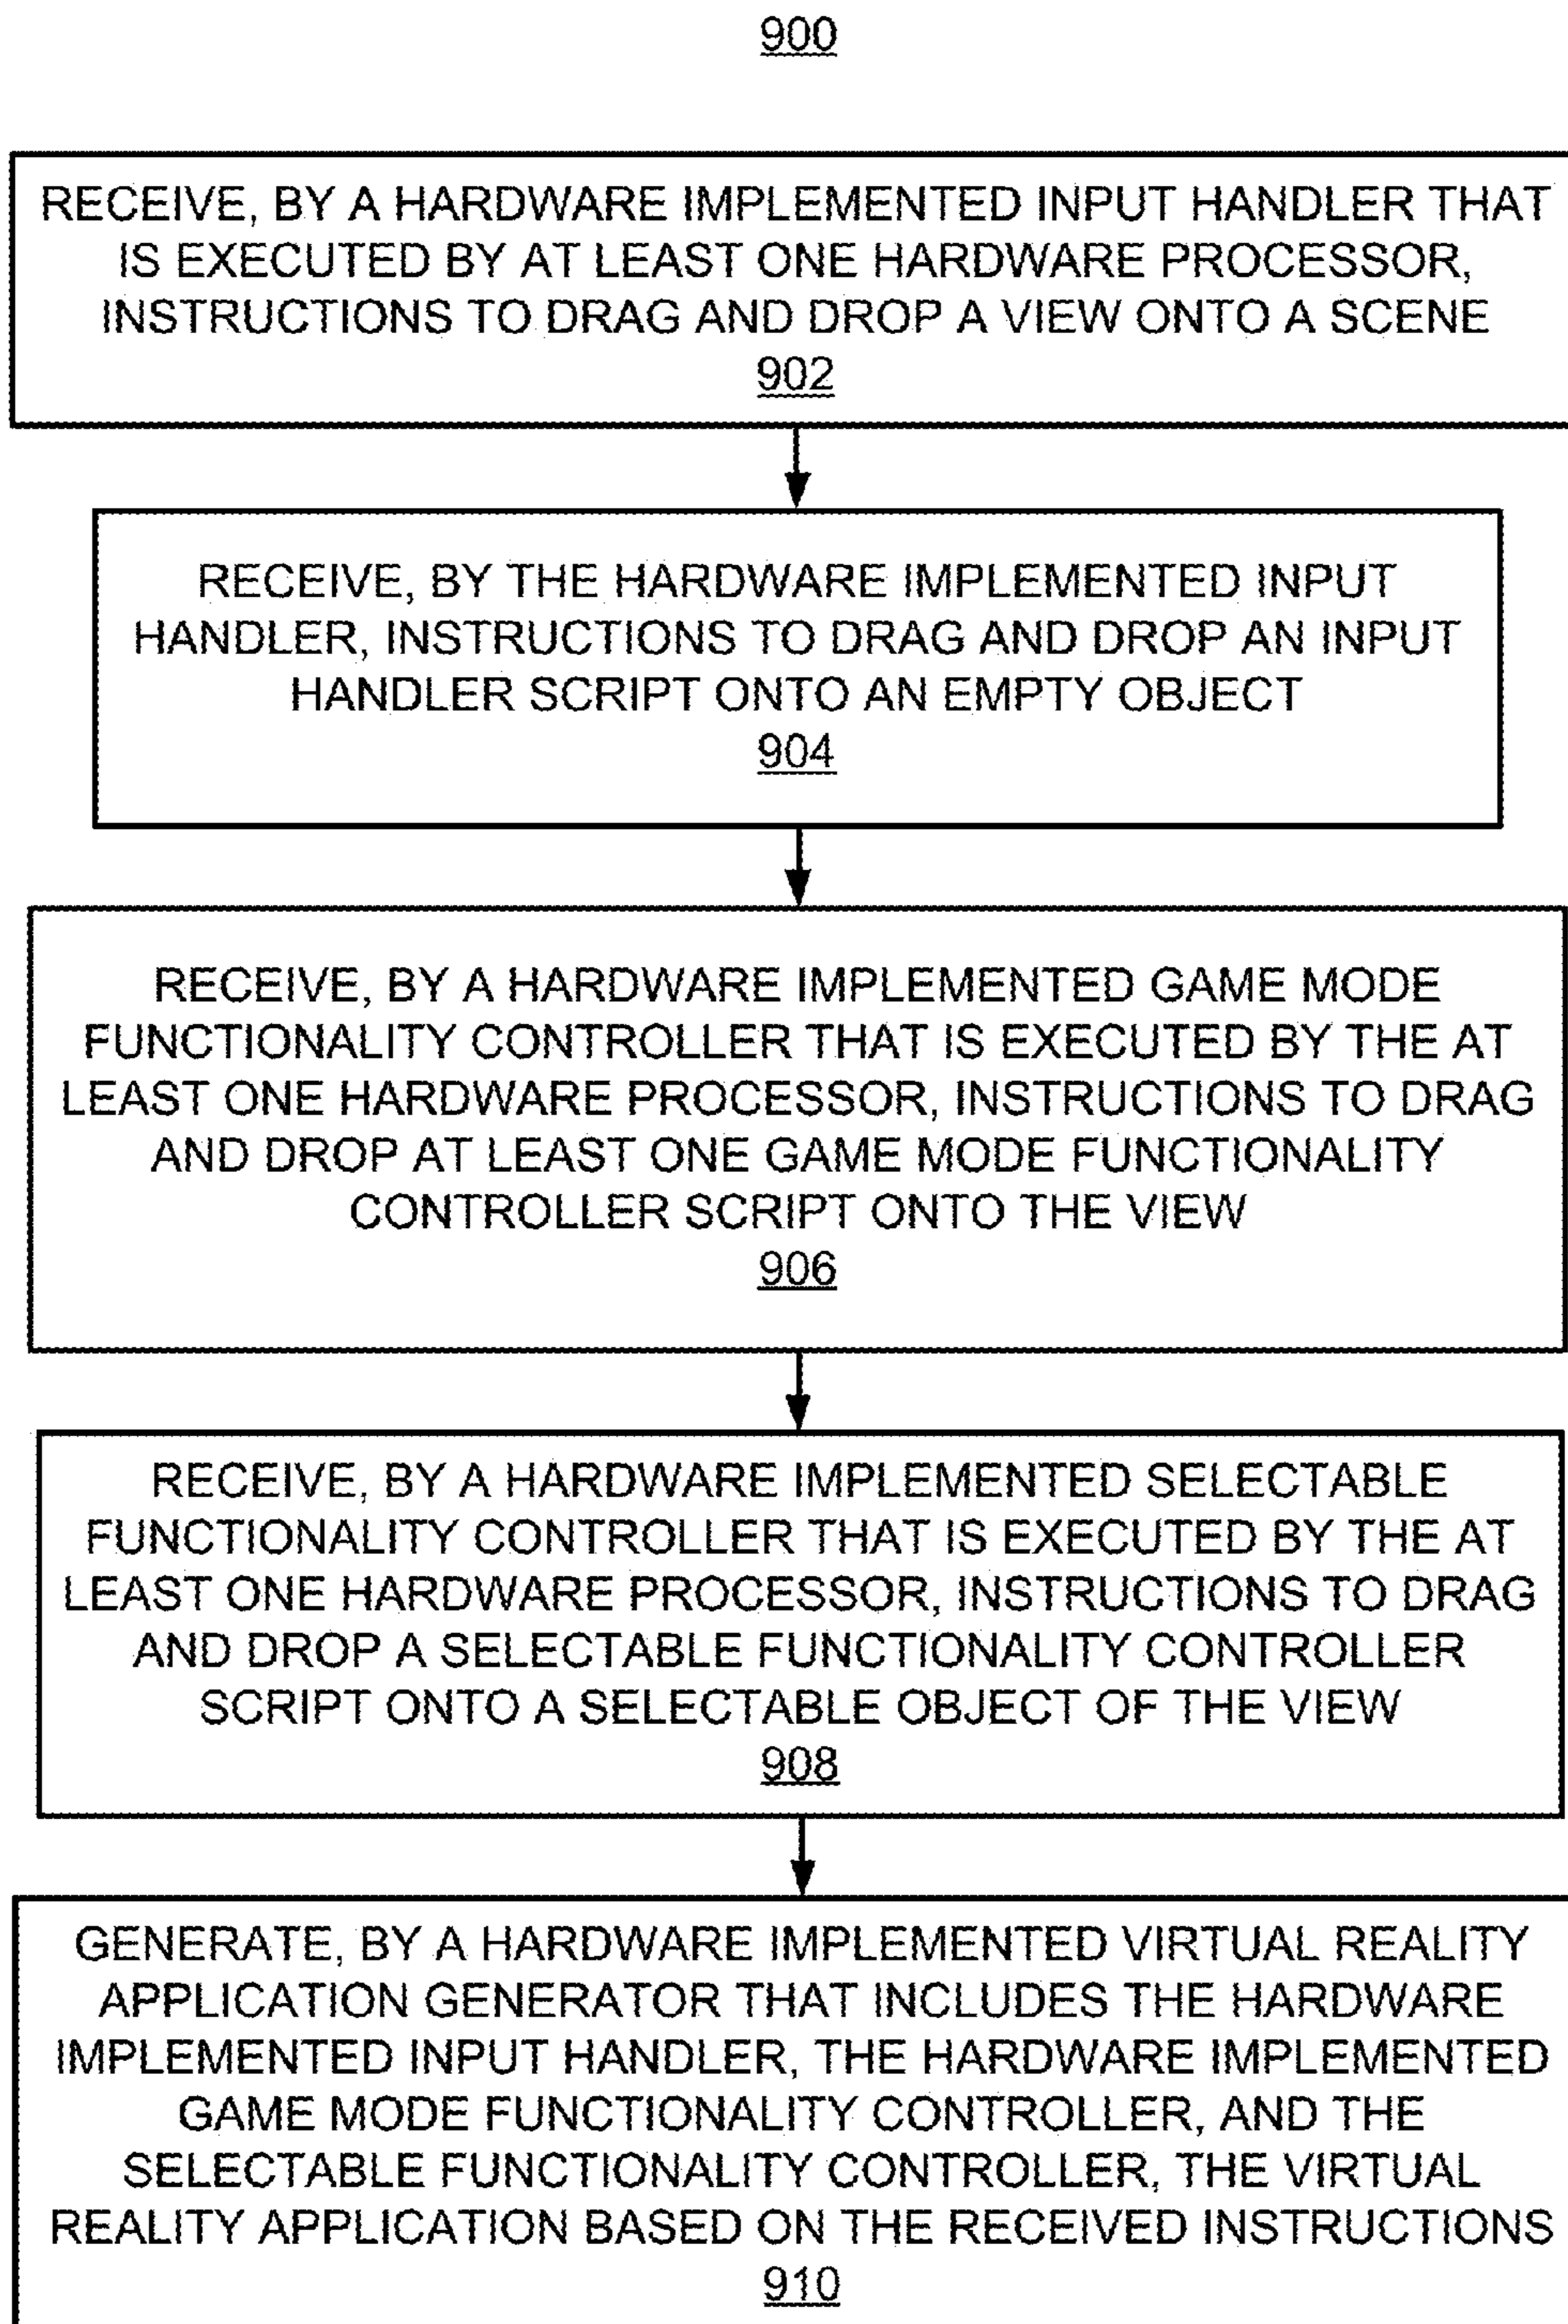 900
RECEIVE, BY A HARDWARE IMPLEMENTED INPUT HANDLER THAT
IS EXECUTED BY AT LEAST ONE HARDWARE PROCESSOR,
INSTRUCTIONS TO DRAG AND DROP A VIEW ONTO A SCENE
902
RECEIVE, BY THE HARDWARE IMPLEMENTED INPUT
HANDLER, INSTRUCTIONS TO DRAG AND DROP AN INPUT
HANDLER SCRIPT ONTO AN EMPTY OBJECT
904
RECEIVE, BY A HARDWARE IMPLEMENTED GAME MODE
FUNCTIONALITY CONTROLLER THAT IS EXECUTED BY THE AT
LEAST ONE HARDWARE PROCESSOR, INSTRUCTIONS TO DRAG
AND DROP AT LEAST ONE GAME MODE FUNCTIONALITY
CONTROLLER SCRIPT ONTO THE VIEW
906
RECEIVE, BY A HARDWARE IMPLEMENTED SELECTABLE
FUNCTIONALITY CONTROLLER THAT IS EXECUTED BY THE AT
LEAST ONE HARDWARE PROCESSOR, INSTRUCTIONS TO DRAG
AND DROP A SELECTABLE FUNCTIONALITY CONTROLLER
SCRIPT ONTO A SELECTABLE OBJECT OF THE VIEW
908
GENERATE, BY A HARDWARE IMPLEMENTED VIRTUAL REALITY
APPLICATION GENERATOR THAT INCLUDES THE HARDWARE
IMPLEMENTED INPUT HANDLER, THE HARDWARE IMPLEMENTED
GAME MODE FUNCTIONALITY CONTROLLER, AND THE
SELECTABLE FUNCTIONALITY CONTROLLER, THE VIRTUAL
REALITY APPLICATION BASED ON THE RECEIVED INSTRUCTIONS
910